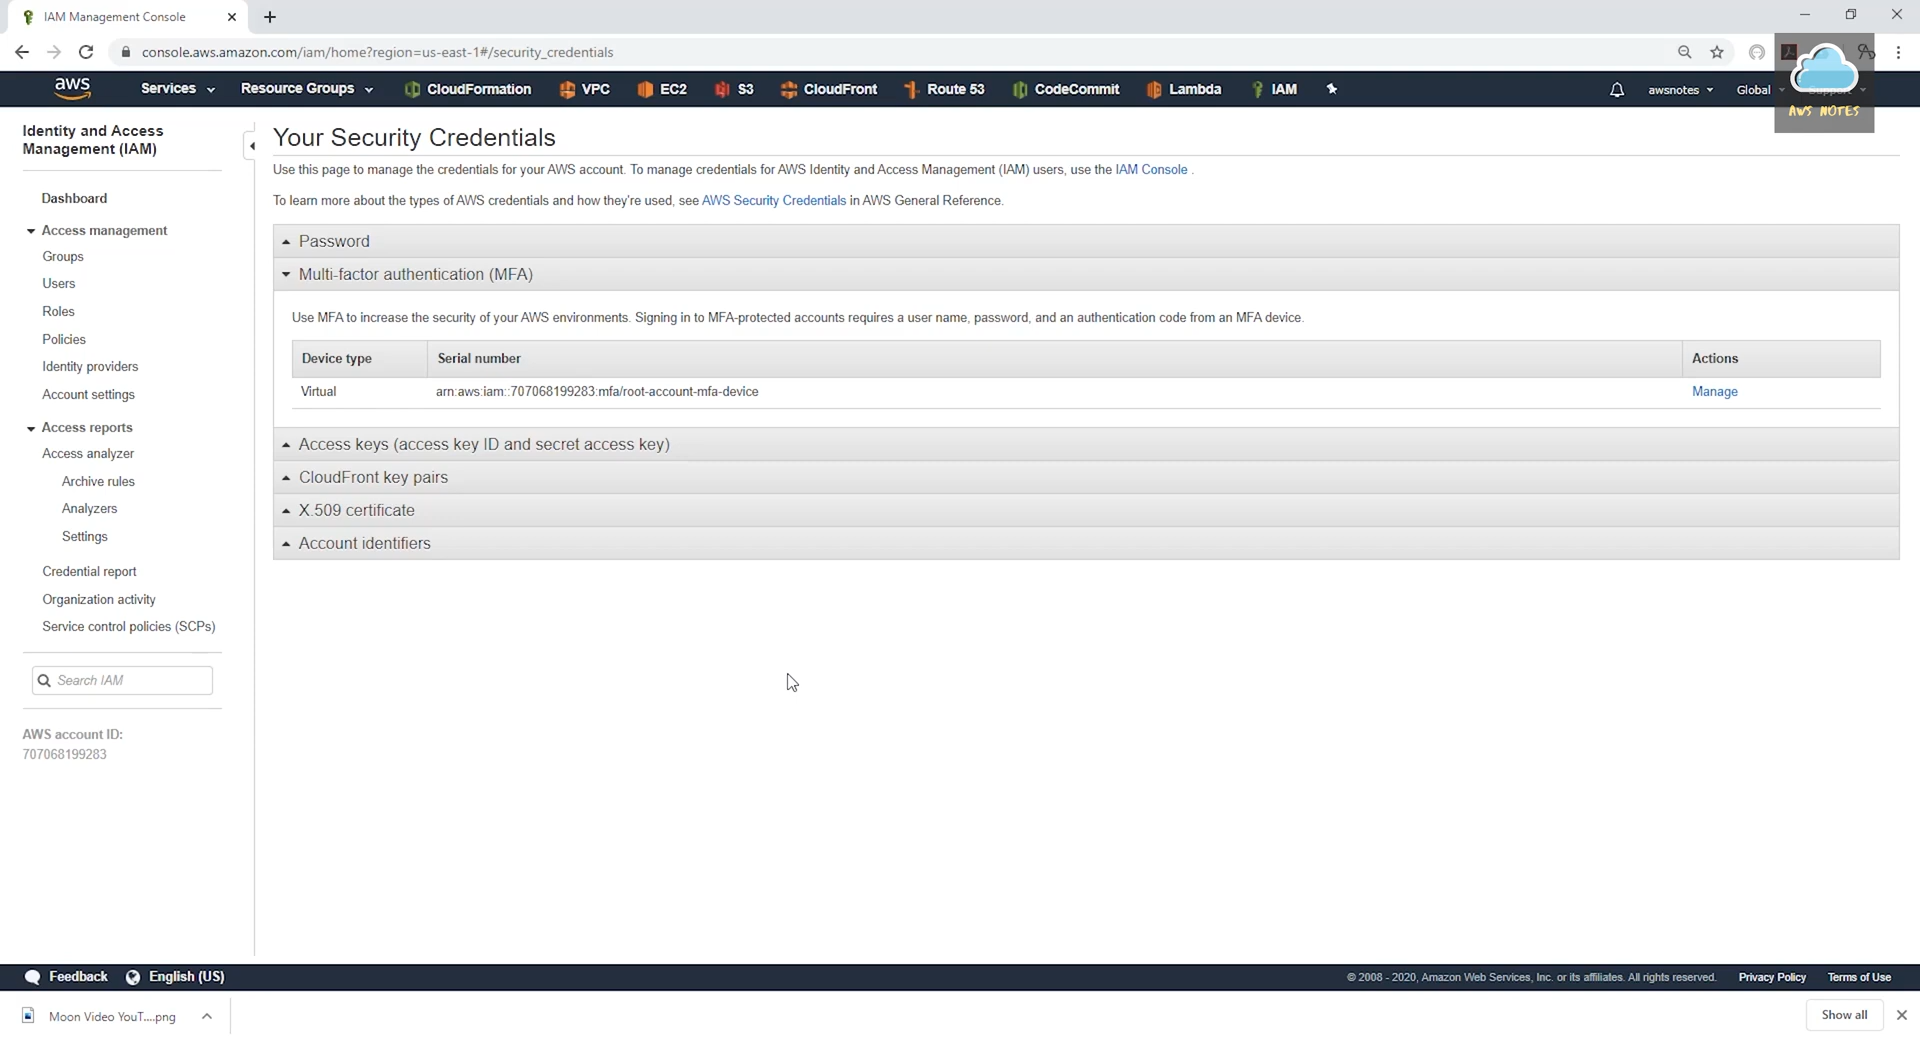 IAM Management Console
console.aws.amazon.com/iam/home?region=us-east-1#/security_credentials
aws
Services
Resource Groups
CloudFormation
VPC
EC2
S3
CloudFront
Route 53
CodeCommit
Lambda
IAM
awsnotes
Global
Support
AWS NOTES
Identity and Access
Management (IAM)
Dashboard
Access management
Groups
Users
Roles
Policies
Identity providers
Account settings
Access reports
Access analyzer
Archive rules
Analyzers
Settings
Credential report
Organization activity
Service control policies (SCPs)
Search IAM
AWS account ID:
707068199283
Your Security Credentials
Use this page to manage the credentials for your AWS account. To manage credentials for AWS Identity and Access Management (IAM) users, use the IAM Console .
To learn more about the types of AWS credentials and how they're used, see AWS Security Credentials in AWS General Reference.
Password
Multi-factor authentication (MFA)
Use MFA to increase the security of your AWS environments. Signing in to MFA-protected accounts requires a user name, password, and an authentication code from an MFA device.
Device type
Serial number
Actions
Virtual
arn:aws:iam::707068199283:mfa/root-account-mfa-device
Manage
Access keys (access key ID and secret access key)
CloudFront key pairs
X.509 certificate
Account identifiers
Feedback
English (US)
© 2008 - 2020, Amazon Web Services, Inc. or its affiliates. All rights reserved.
Privacy Policy
Terms of Use
Moon Video YouT....png
Show all